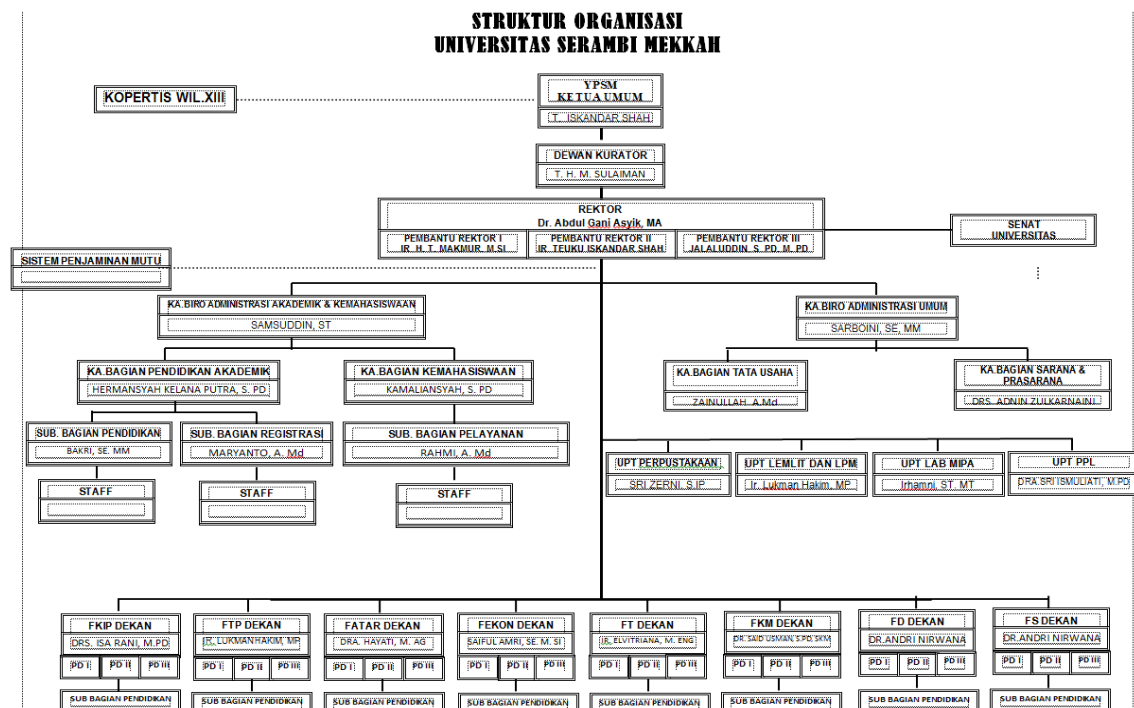 STRUKTUR ORGANISASI
UNIVERSITAS SERAMBI MEKKAH
KOPERTIS WIL.XIII
YPSM
KETUA UMUM
T. ISKANDAR SHAH
DEWAN KURATOR
T. H. M. SULAIMAN
REKTOR
Dr. Abdul Gani Asyik, MA
PEMBANTU REKTOR I
IR. H. T. MAKMUR, M.SI
PEMBANTU REKTOR II
IR. TEUKU ISKANDAR SHAH
PEMBANTU REKTOR III
JALALUDDIN, S. PD, M. PD
SENAT
UNIVERSITAS
SISTEM PENJAMINAN MUTU
KA.BIRO ADMINISTRASI AKADEMIK & KEMAHASISWAAN
SAMSUDDIN, ST
KA.BIRO ADMINISTRASI UMUM
SARBOINI, SE, MM
KA.BAGIAN PENDIDIKAN AKADEMIK
HERMANSYAH KELANA PUTRA, S. PD
KA.BAGIAN KEMAHASISWAAN
KAMALIANSYAH, S. PD
KA.BAGIAN TATA USAHA
ZAINULLAH, A.Md
KA.BAGIAN SARANA &
PRASARANA
DRS. ADNIN ZULKARNAINI
SUB. BAGIAN PENDIDIKAN
BAKRI, SE. MM
SUB. BAGIAN REGISTRASI
MARYANTO, A. Md
SUB. BAGIAN PELAYANAN
RAHMI, A. Md
UPT PERPUSTAKAAN
SRI ZERNI, S.IP
UPT LEMLIT DAN LPM
Ir. Lukman Hakim, MP
UPT LAB MIPA
Irhamni, ST. MT
UPT PPL
DRA.SRI ISMULIATI, M.PD
STAFF
STAFF
STAFF
FKIP DEKAN
DRS. ISA RANI, M.PD
PD I PD II PD III
SUB BAGIAN PENDIDIKAN
FTP DEKAN
IR. LUKMAN HAKIM, MP
PD I PD II PD III
SUB BAGIAN PENDIDIKAN
FATAR DEKAN
DRA. HAYATI, M. AG
PD I PD II PD III
SUB BAGIAN PENDIDIKAN
FEKON DEKAN
SAIFUL AMRI, SE. M. SI
PD I PD II PD III
SUB BAGIAN PENDIDIKAN
FT DEKAN
IR. ELVITRIANA, M. ENG
PD I PD II PD III
SUB BAGIAN PENDIDIKAN
FKM DEKAN
DR. SAID USMAN, S.PD, SKM
PD I PD II PD III
SUB BAGIAN PENDIDIKAN
FD DEKAN
DR.ANDRI NIRWANA
PD I PD II PD III
SUB BAGIAN PENDIDIKAN
FS DEKAN
DR.ANDRI NIRWANA
PD I PD II PD III
SUB BAGIAN PENDIDIKAN